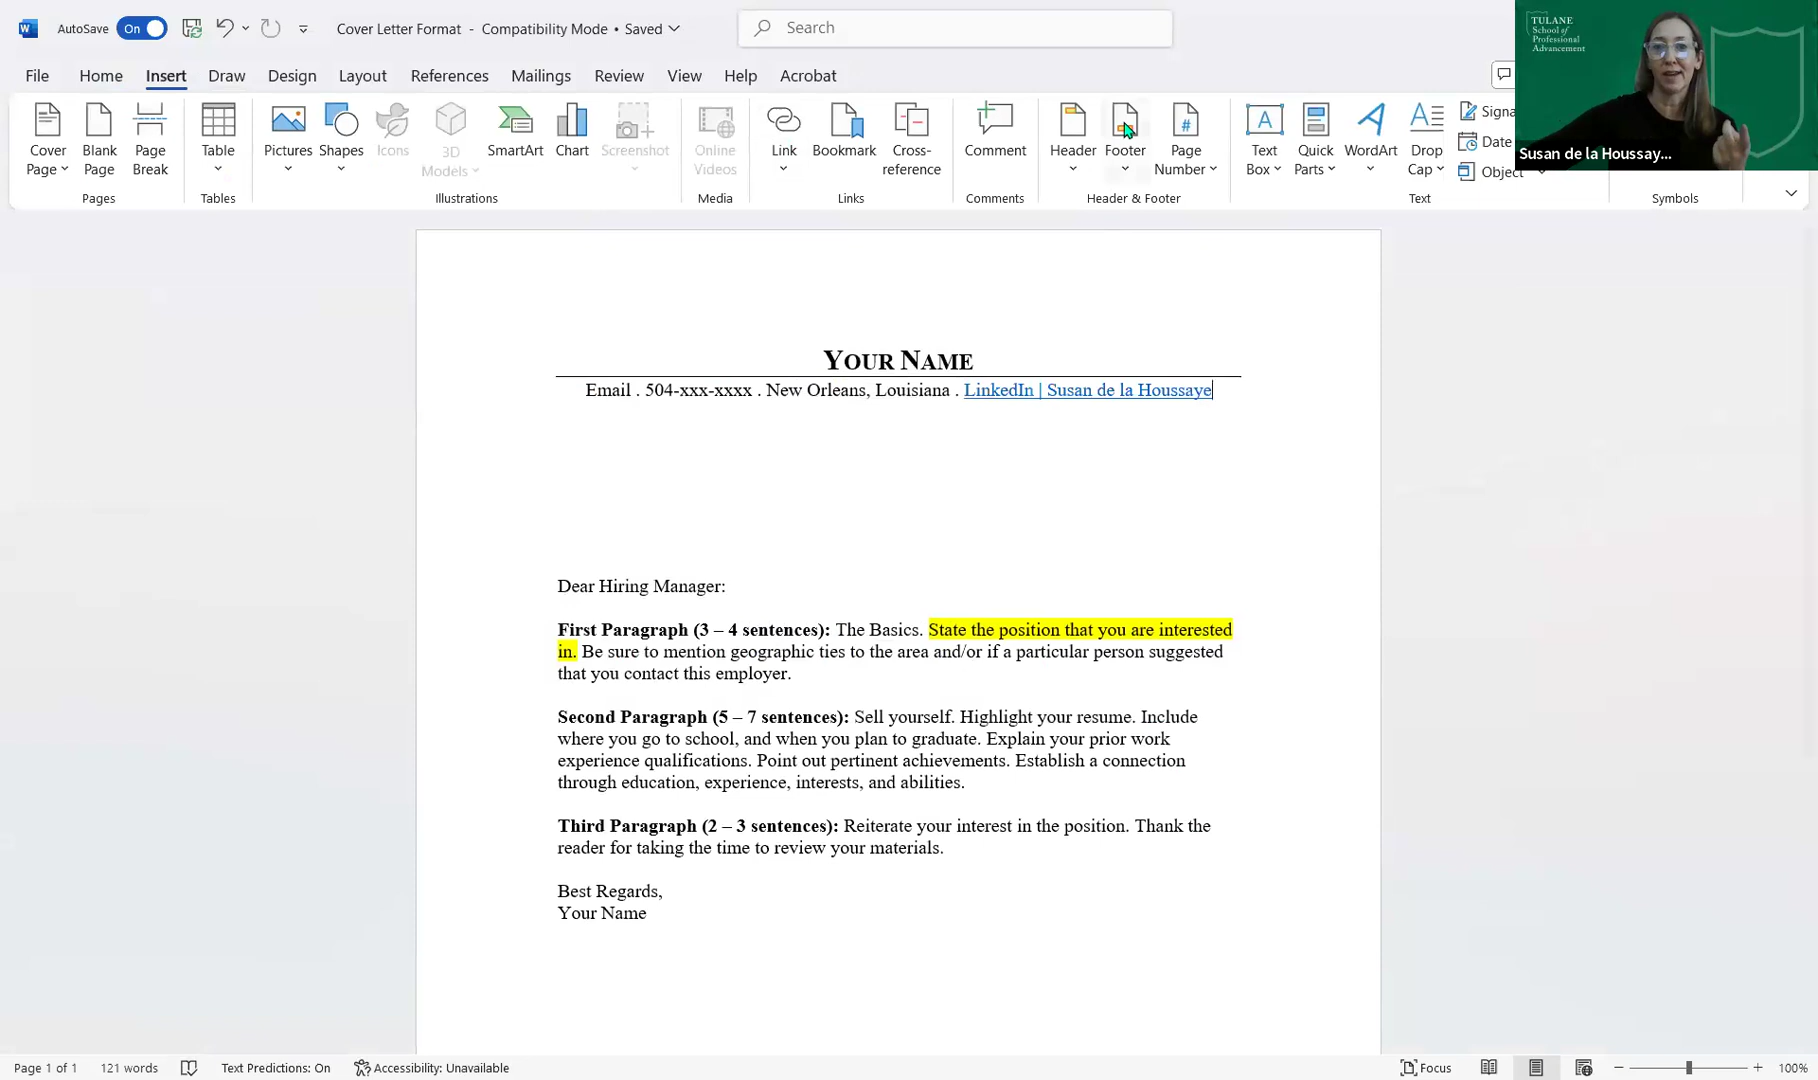 AutoSave On Cover Letter Format - Compatibility Mode • Saved Search
TULANE
School of
Professional
Advancement
Susan de la Houssay...
File Home Insert Draw Design Layout References Mailings Review View Help Acrobat
Cover
Page
Blank
Page
Page
Break
Pages
Table
Tables
Pictures
Shapes
Icons
3D
Models
SmartArt
Chart
Screenshot
Illustrations
Online
Videos
Media
Link
Bookmark
Cross-
reference
Links
Comment
Comments
Header
Footer
Page
Number
Header & Footer
Text
Box
Quick
Parts
WordArt
Drop
Cap
Signa
Date
Object
Text
Symbols
YOUR NAME
Email . 504-xxx-xxxx . New Orleans, Louisiana . LinkedIn | Susan de la Houssaye
Dear Hiring Manager:
First Paragraph (3 – 4 sentences): The Basics. State the position that you are interested
in. Be sure to mention geographic ties to the area and/or if a particular person suggested
that you contact this employer.
Second Paragraph (5 – 7 sentences): Sell yourself. Highlight your resume. Include
where you go to school, and when you plan to graduate. Explain your prior work
experience qualifications. Point out pertinent achievements. Establish a connection
through education, experience, interests, and abilities.
Third Paragraph (2 – 3 sentences): Reiterate your interest in the position. Thank the
reader for taking the time to review your materials.
Best Regards,
Your Name
Page 1 of 1 121 words Text Predictions: On Accessibility: Unavailable Focus 100%